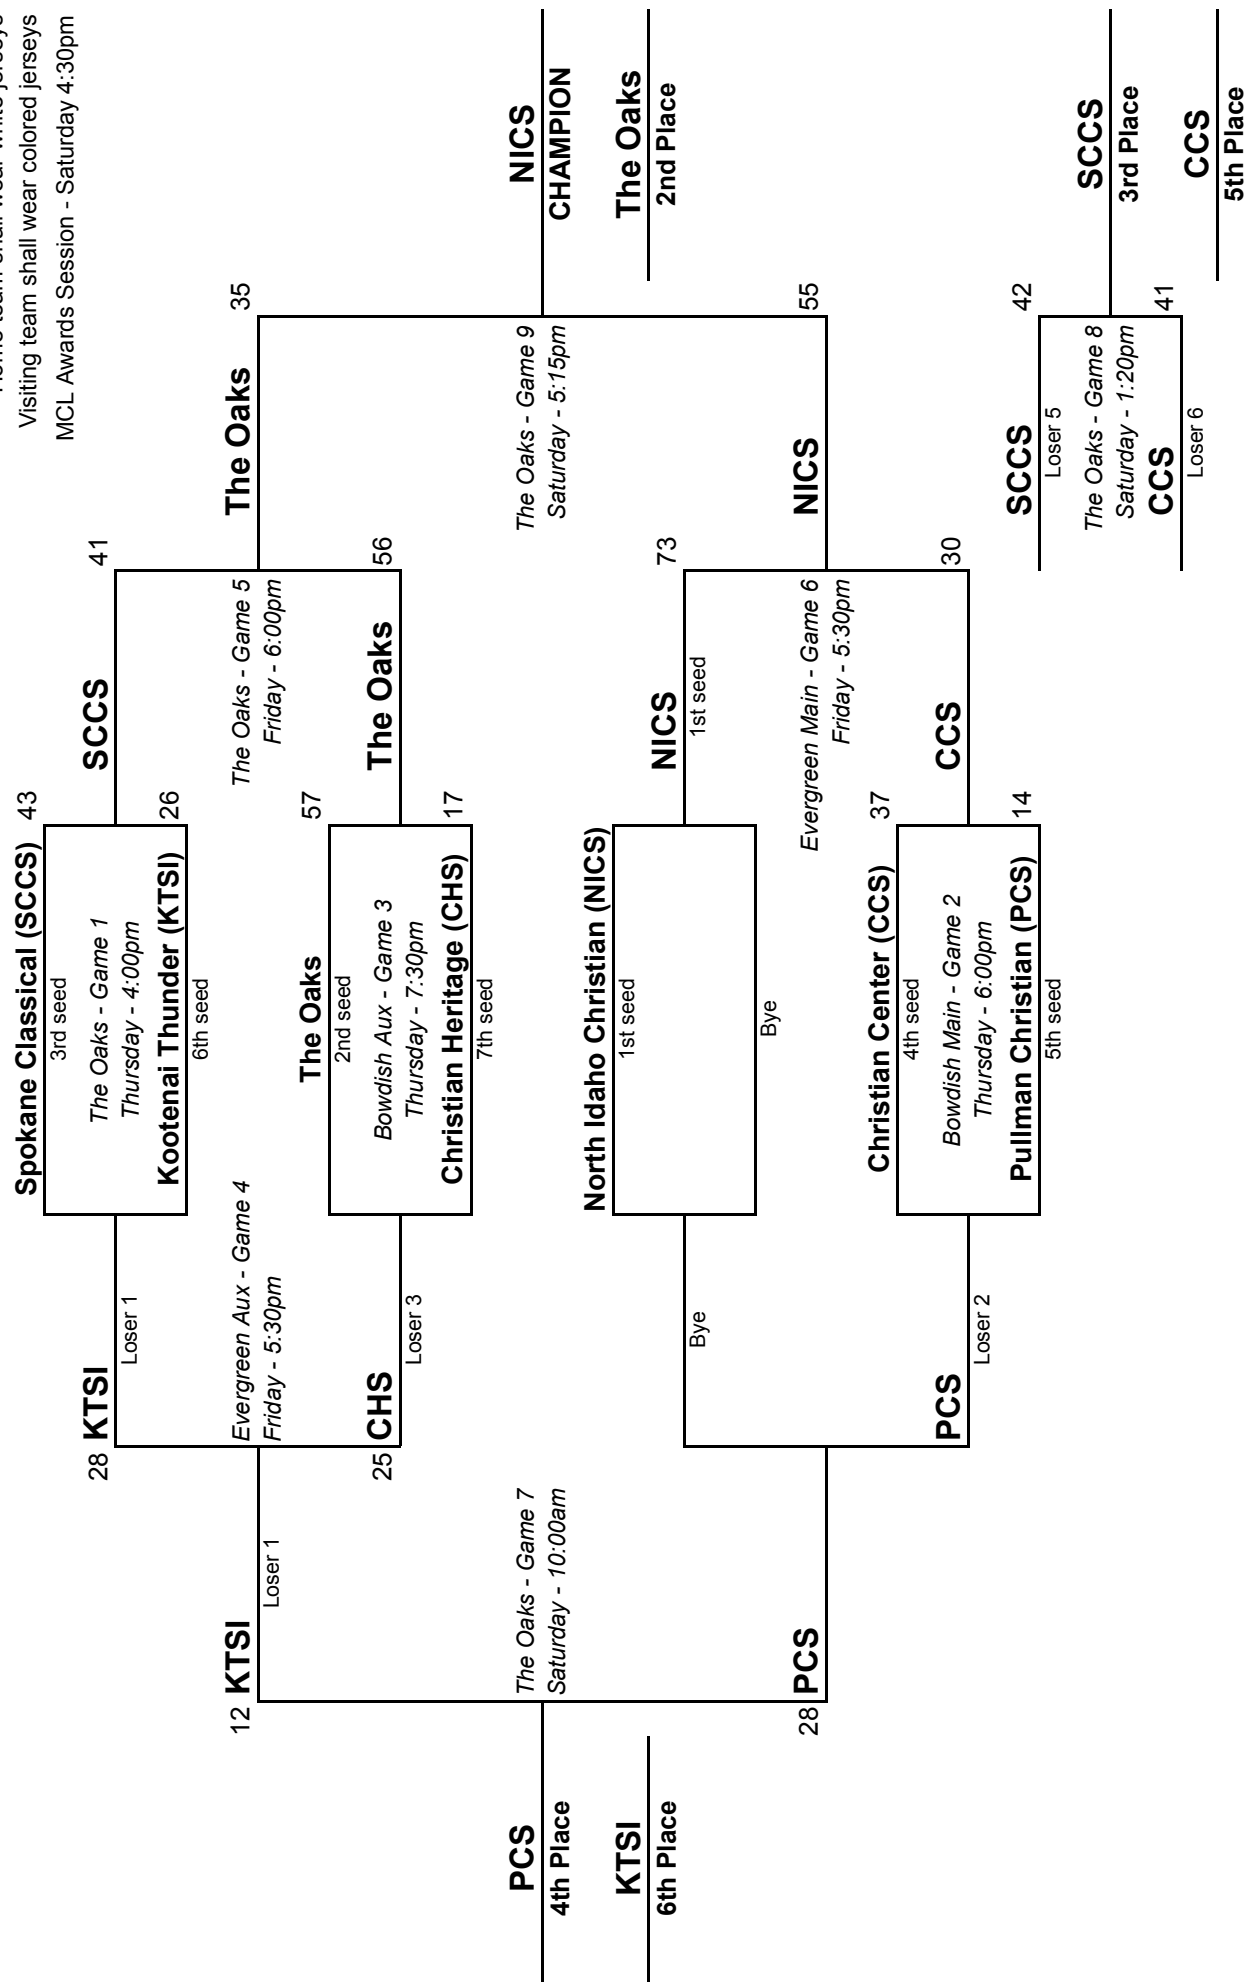 Visiting team shall wear colored jerseys
MCL Awards Session - Saturday 4:30pm
Spokane Classical (SCCS) 43
3rd seed
The Oaks - Game 1
Thursday - 4:00pm
Kootenai Thunder (KTSI) 26
6th seed
28 KTSI
Loser 1
SCCS
41
12 KTSI
Loser 1
Evergreen Aux - Game 4
Friday - 5:30pm
The Oaks - Game 5
Friday - 6:00pm
The Oaks
35
The Oaks
57
2nd seed
Bowdish Aux - Game 3
Thursday - 7:30pm
Christian Heritage (CHS) 17
7th seed
25 CHS
Loser 3
The Oaks
56
PCS
4th Place
The Oaks - Game 7
Saturday - 10:00am
The Oaks - Game 9
Saturday - 5:15pm
NICS
CHAMPION
KTSI
6th Place
The Oaks
2nd Place
North Idaho Christian (NICS)
1st seed
Bye
Bye
NICS
1st seed
73
28 PCS
Evergreen Main - Game 6
Friday - 5:30pm
NICS
55
Christian Center (CCS) 37
4th seed
Bowdish Main - Game 2
Thursday - 6:00pm
Pullman Christian (PCS) 14
5th seed
PCS
Loser 2
CCS
30
SCCS
42
Loser 5
The Oaks - Game 8
Saturday - 1:20pm
CCS
41
Loser 6
SCCS
3rd Place
CCS
5th Place